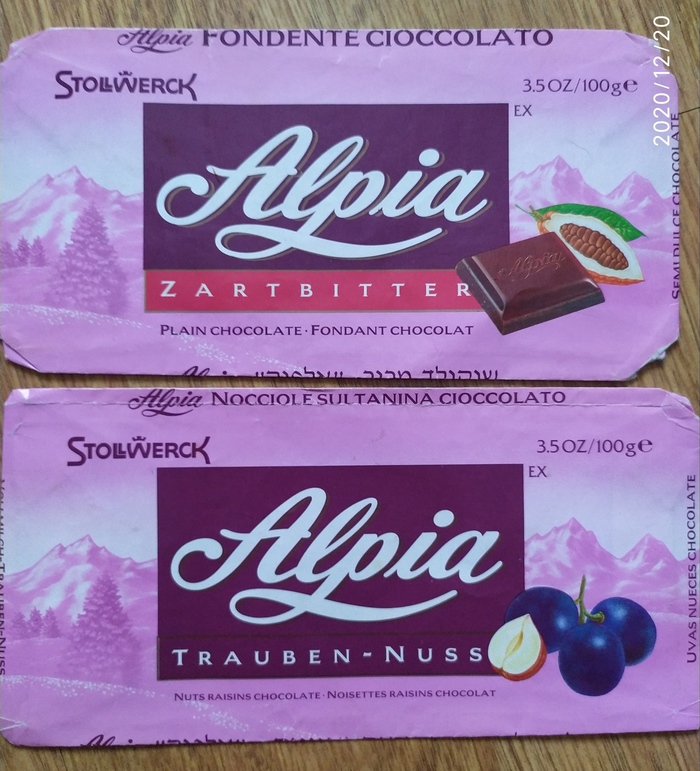 Alpia FONDENTE CIOCCOLATO
STOLLWERCK
3.5 OZ/100g e
EX
Alpia
ZARTBITTER
Alpia
PLAIN CHOCOLATE · FONDANT CHOCOLAT
SEMI DULCE CHOCOLATE
2020/12/20
Alpia NOCCIOLE SULTANINA CIOCCOLATO
STOLLWERCK
3.5 OZ/100g e
EX
Alpia
TRAUBEN-NUSS
NUTS RAISINS CHOCOLATE · NOISETTES RAISINS CHOCOLAT
UVAS NUECES CHOCOLATE